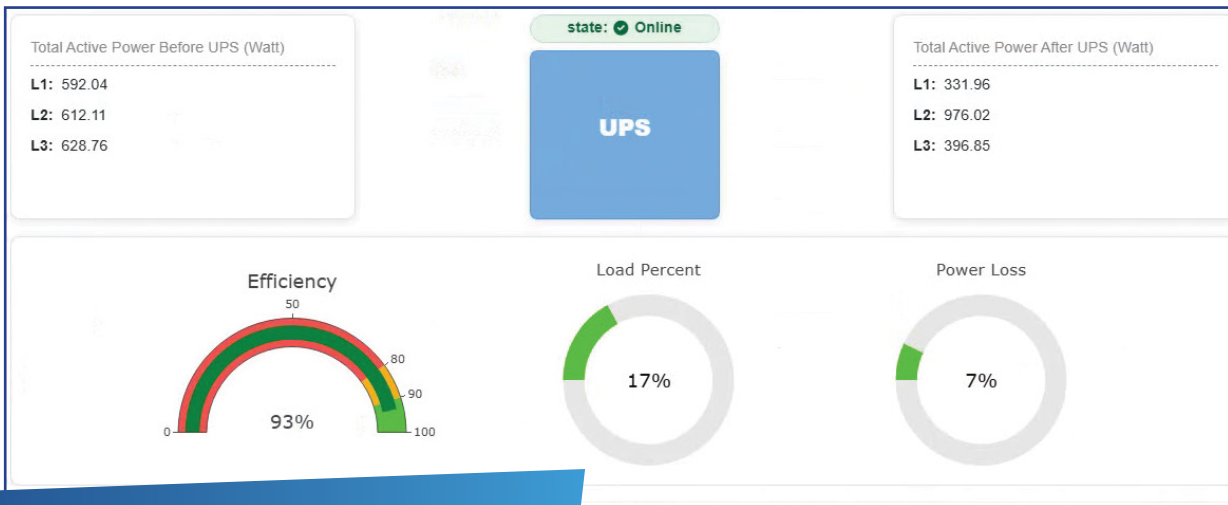 state: Online
Total Active Power Before UPS (Watt)
L1: 592.04
L2: 612.11
L3: 628.76
UPS
Total Active Power After UPS (Watt)
L1: 331.96
L2: 976.02
L3: 396.85
Efficiency
50
80
90
0
100
93%
Load Percent
17%
Power Loss
7%